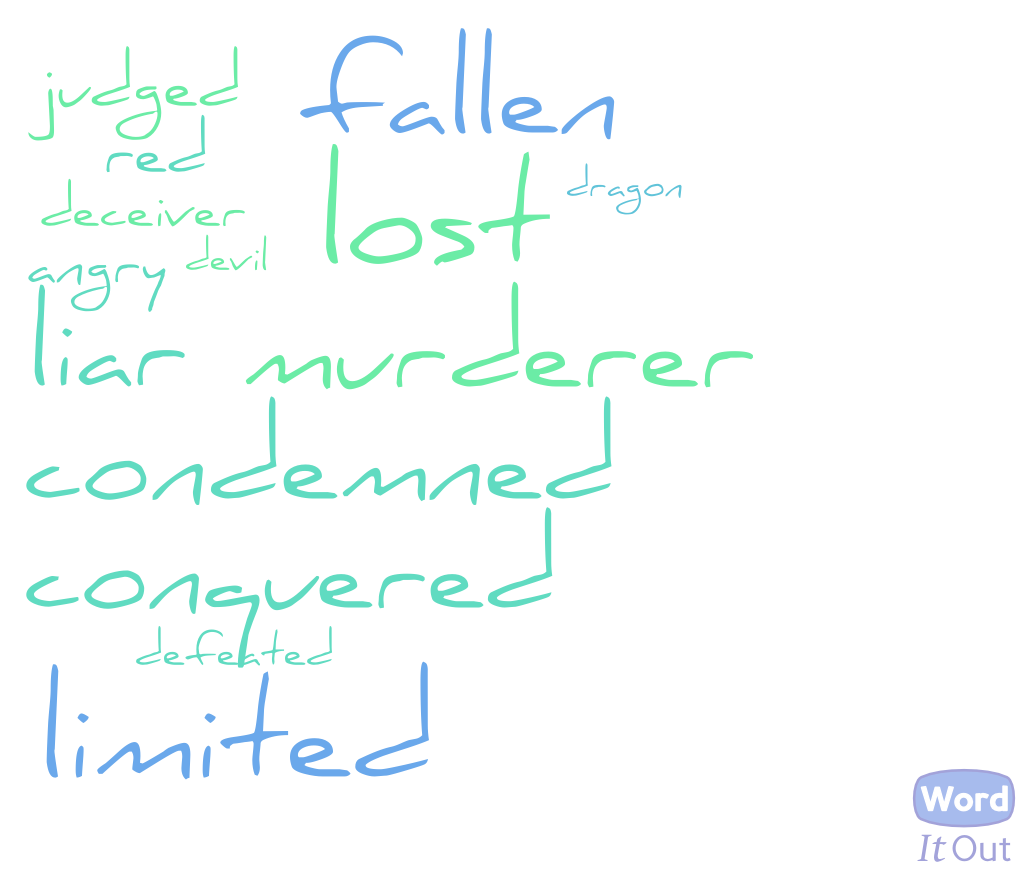 judged
fallen
red
lost
dragon
deceiver
devil
angry
liar murderer
condemned
conquered
defeated
limited
Word
It Out